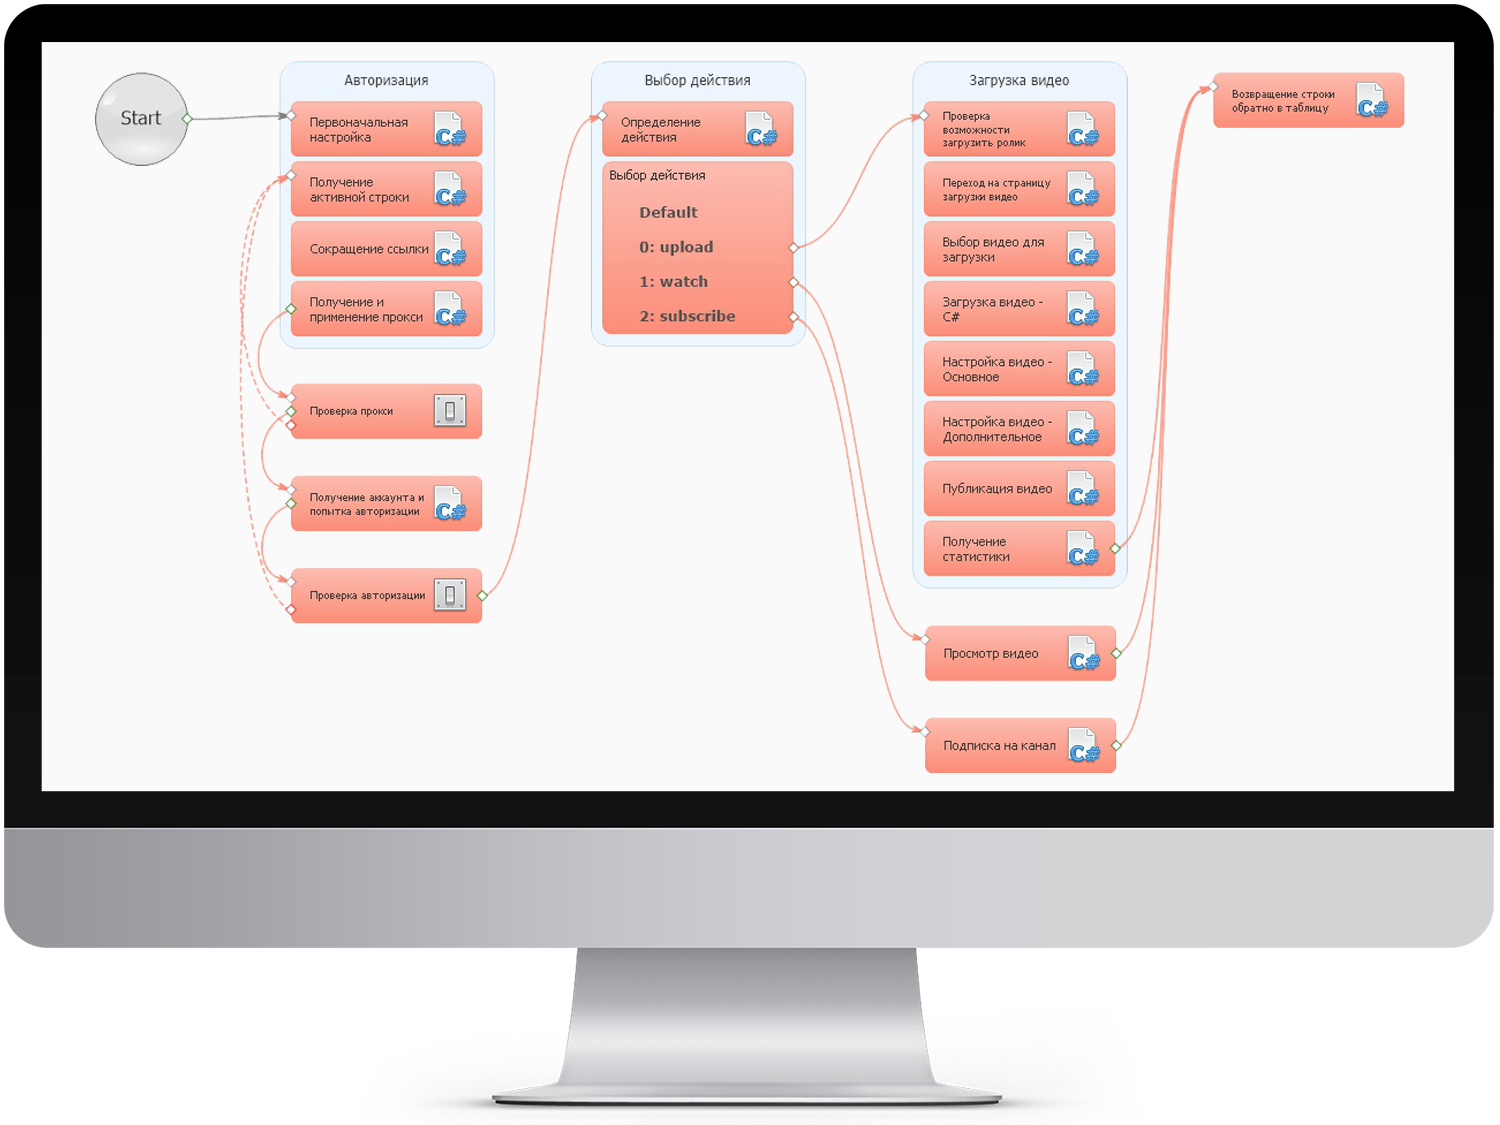 Start
Авторизация
Первоначальная
настройка
C#
Получение
активной строки
C#
Сокращение ссылки
C#
Получение и
применение прокси
C#
Проверка прокси
Получение аккаунта и
попытка авторизации
C#
Проверка авторизации
Выбор действия
Определение
действия
C#
Выбор действия
Default
0: upload
1: watch
2: subscribe
Загрузка видео
Проверка
возможности
загрузить ролик
C#
Переход на страницу
загрузки видео
C#
Выбор видео для
загрузки
C#
Загрузка видео -
C#
C#
Настройка видео -
Основное
C#
Настройка видео -
Дополнительное
C#
Публикация видео
C#
Получение
статистики
C#
Просмотр видео
C#
Подписка на канал
C#
Возвращение строки
обратно в таблицу
C#